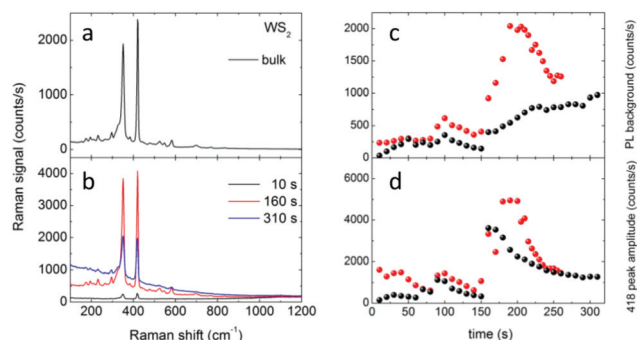 a
WS2
bulk
2000
1000
0
b
10 s
160 s
310 s
4000
3000
2000
1000
0
200 400 600 800 1000 1200
Raman shift (cm-1)
Raman signal (counts/s)
c
2000
1500
1000
500
0
PL background (counts/s)
d
6000
4000
2000
0
418 peak amplitude (counts/s)
0 50 100 150 200 250 300
time (s)